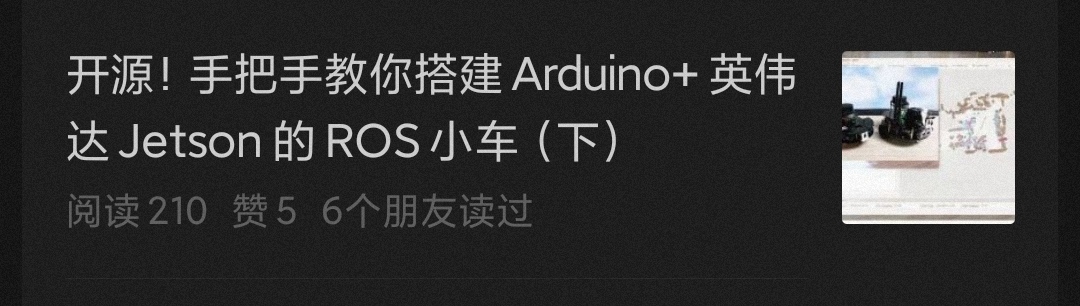 开源！手把手教你搭建 Arduino+ 英伟
达 Jetson 的 ROS 小车（下）
阅读 210 赞 5 6个朋友读过